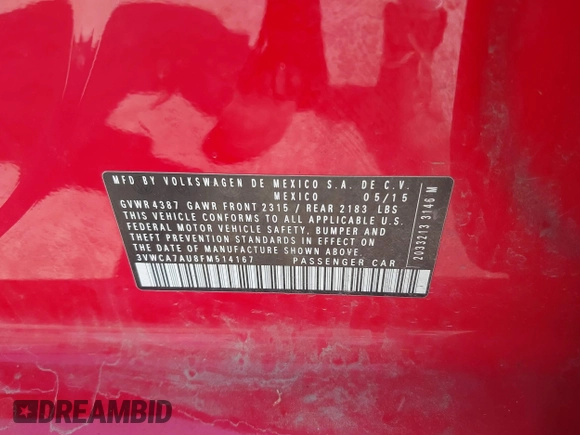 MFD BY VOLKSWAGEN DE MEXICO S.A. DE C.V.
MEXICO 05/15
GVWR 4387 GAWR FRONT 2315 / REAR 2183 LBS
THIS VEHICLE CONFORMS TO ALL APPLICABLE U.S.
FEDERAL MOTOR VEHICLE SAFETY, BUMPER AND
THEFT PREVENTION STANDARDS IN EFFECT ON
THE DATE OF MANUFACTURE SHOWN ABOVE.
3VWCA7AU8FM514167 PASSENGER CAR
2033213 3146 M
DREAMBID